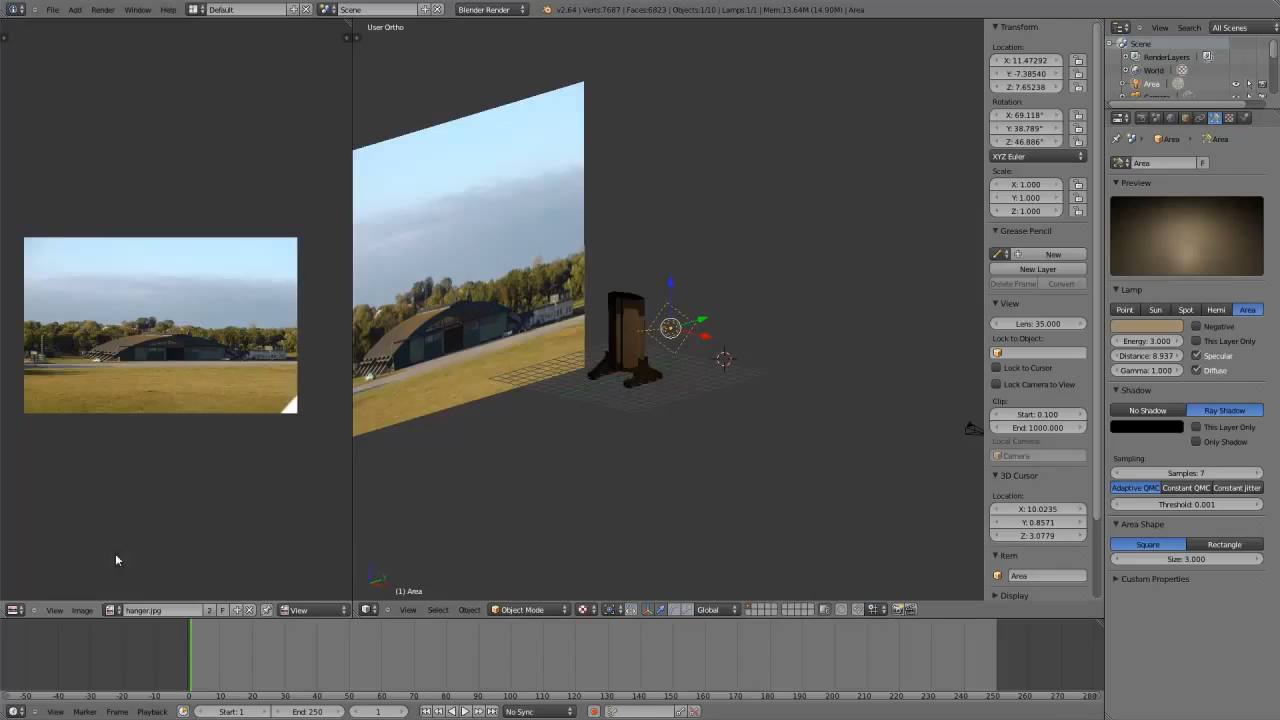 File Add Render Window Help Default Scene Blender Render v2.64 | Verts:7687 | Faces:6823 | Objects:1/10 | Lamps:1/1 | Mem:13.64M (14.90M) | Area
User Ortho
(1) Area
Transform
Location:
X: 11.47292
Y: -7.38540
Z: 7.65238
Rotation:
X: 69.118°
Y: 38.789°
Z: 46.886°
XYZ Euler
Scale:
X: 1.000
Y: 1.000
Z: 1.000
Grease Pencil
New
New Layer
Delete Frame Convert
View
Lens: 35.000
Lock to Object:
Lock to Cursor
Lock Camera to View
Clip:
Start: 0.100
End: 1000.000
Local Camera:
Camera
3D Cursor
Location:
X: 10.0235
Y: 0.8571
Z: 3.0779
Item
Area
Display
View Search All Scenes
Scene
RenderLayers
World
Area
Area Area
Area F
Preview
Lamp
Point Sun Spot Hemi Area
Negative
Energy: 3.000 This Layer Only
Distance: 8.937 Specular
Gamma: 1.000 Diffuse
Shadow
No Shadow Ray Shadow
This Layer Only
Only Shadow
Sampling:
Samples: 7
Adaptive QMC Constant QMC Constant Jitter
Threshold: 0.001
Area Shape
Square Rectangle
Size: 3.000
Custom Properties
View Image hanger.jpg 2 F View
View Select Object Object Mode Global
-50 -40 -30 -20 -10 0 10 20 30 40 50 60 70 80 90 100 110 120 130 140 150 160 170 180 190 200 210 220 230 240 250 260 270 280
View Marker Frame Playback Start: 1 End: 250 1 No Sync